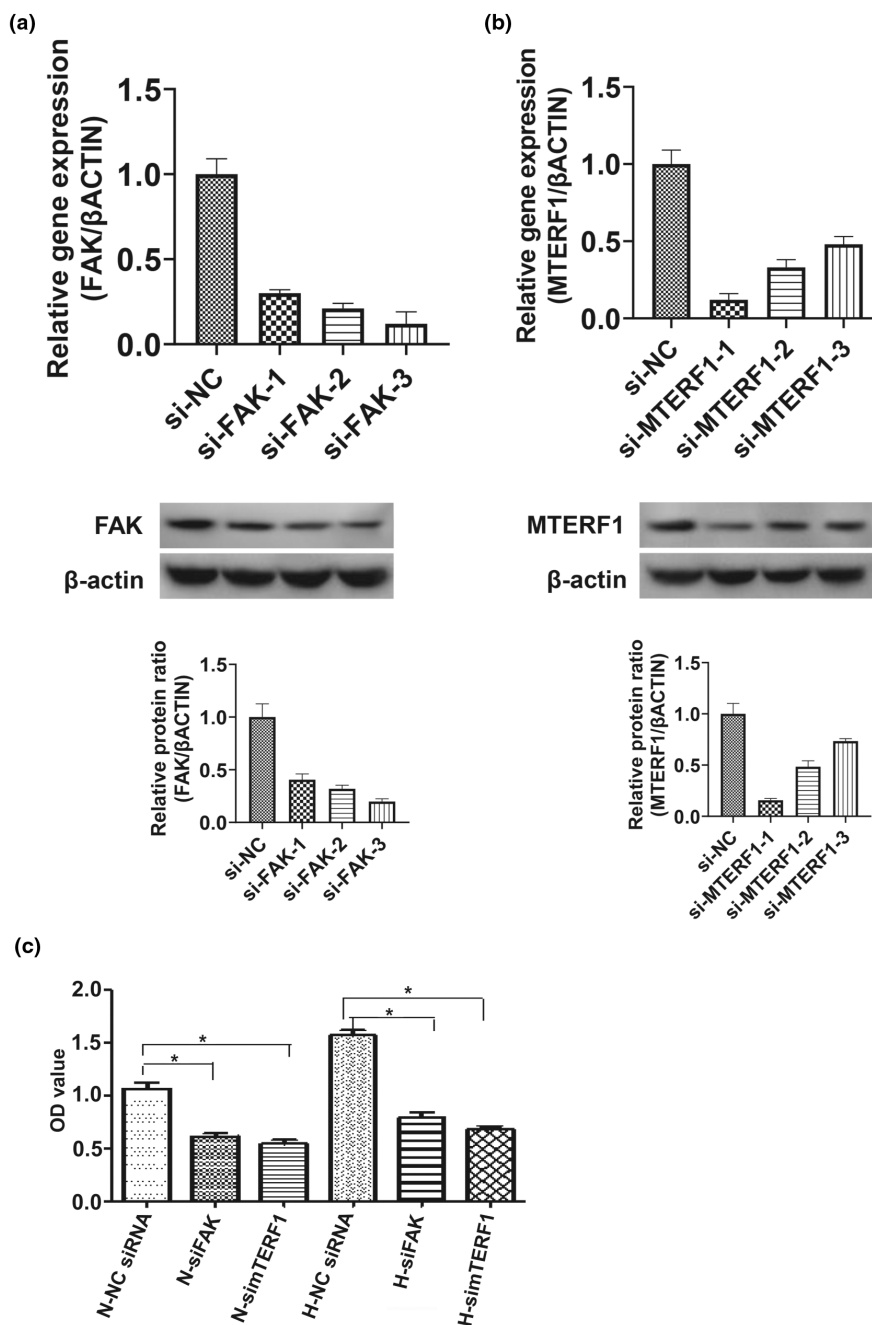 (a)
Relative gene expression
(FAK/βACTIN)
1.5
1.0
0.5
0.0
si-NC
si-FAK-1
si-FAK-2
si-FAK-3
FAK
β-actin
Relative protein ratio
(FAK/βACTIN)
1.5
1.0
0.5
0.0
si-NC
si-FAK-1
si-FAK-2
si-FAK-3
(b)
Relative gene expression
(MTERF1/βACTIN)
1.5
1.0
0.5
0.0
si-NC
si-MTERF1-1
si-MTERF1-2
si-MTERF1-3
MTERF1
β-actin
Relative protein ratio
(MTERF1/βACTIN)
1.5
1.0
0.5
0.0
si-NC
si-MTERF1-1
si-MTERF1-2
si-MTERF1-3
(c)
OD value
2.0
1.5
1.0
0.5
0.0
*
*
*
*
N-NC siRNA
N-siFAK
N-simTERF1
H-NC siRNA
H-siFAK
H-simTERF1